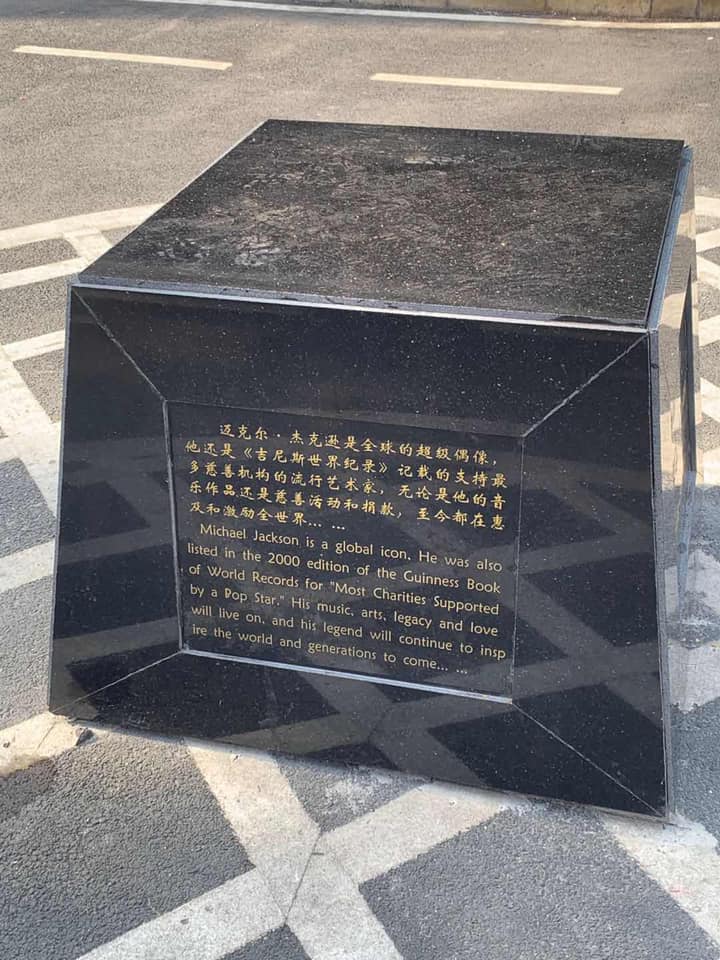 迈克尔·杰克逊是全球的超级偶像，
他还是《吉尼斯世界纪录》记载的支持最
多慈善机构的流行艺术家，无论是他的音
乐作品还是慈善活动和捐款，至今都在惠
及和激励全世界... ...
Michael Jackson is a global icon. He was also
listed in the 2000 edition of the Guinness Book
of World Records for "Most Charities Supported
by a Pop Star." His music, arts, legacy and love
will live on, and his legend will continue to insp
ire the world and generations to come... ...